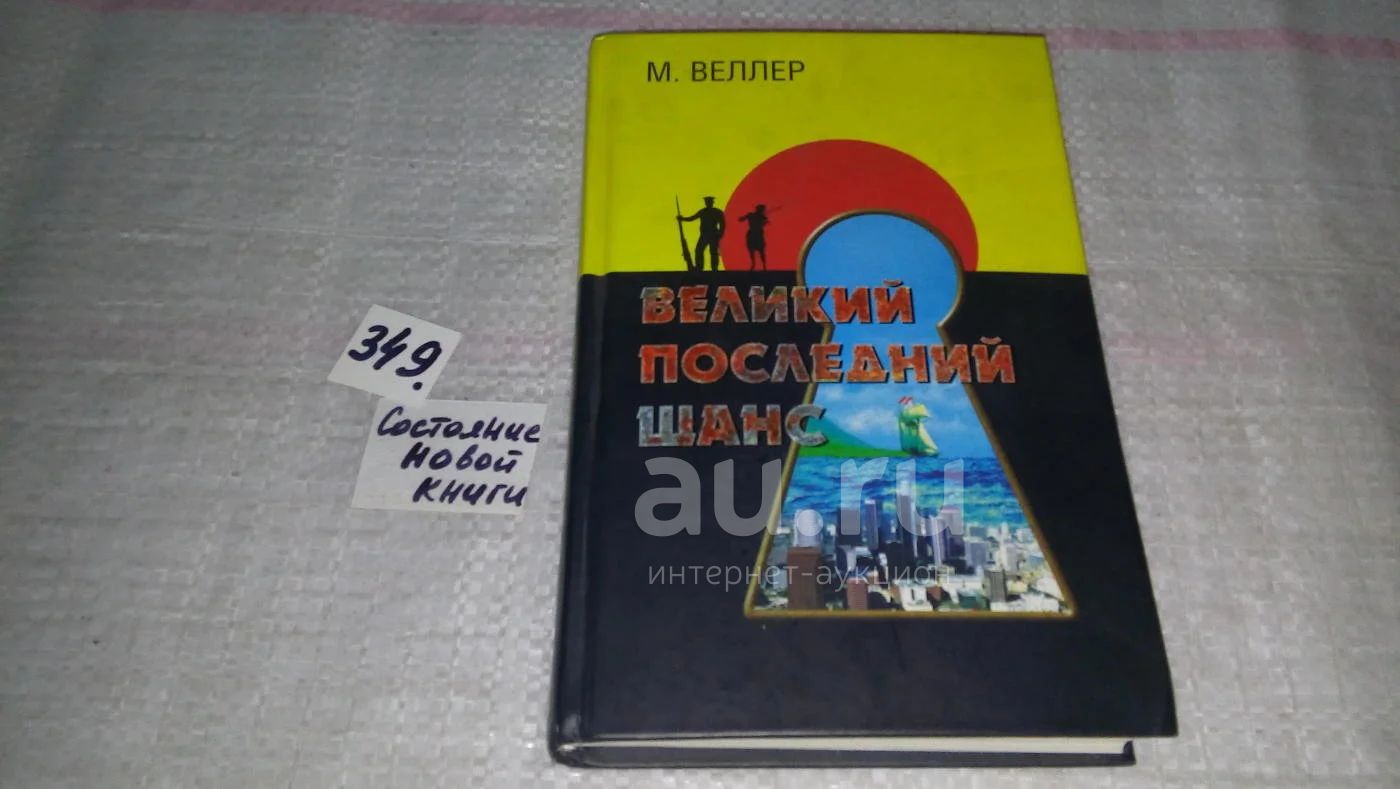 М. ВЕЛЛЕР
ВЕЛИКИЙ
ПОСЛЕДНИЙ
ШАНС
349.
Состояние
новой
книги
au.ru
интернет-аукцион